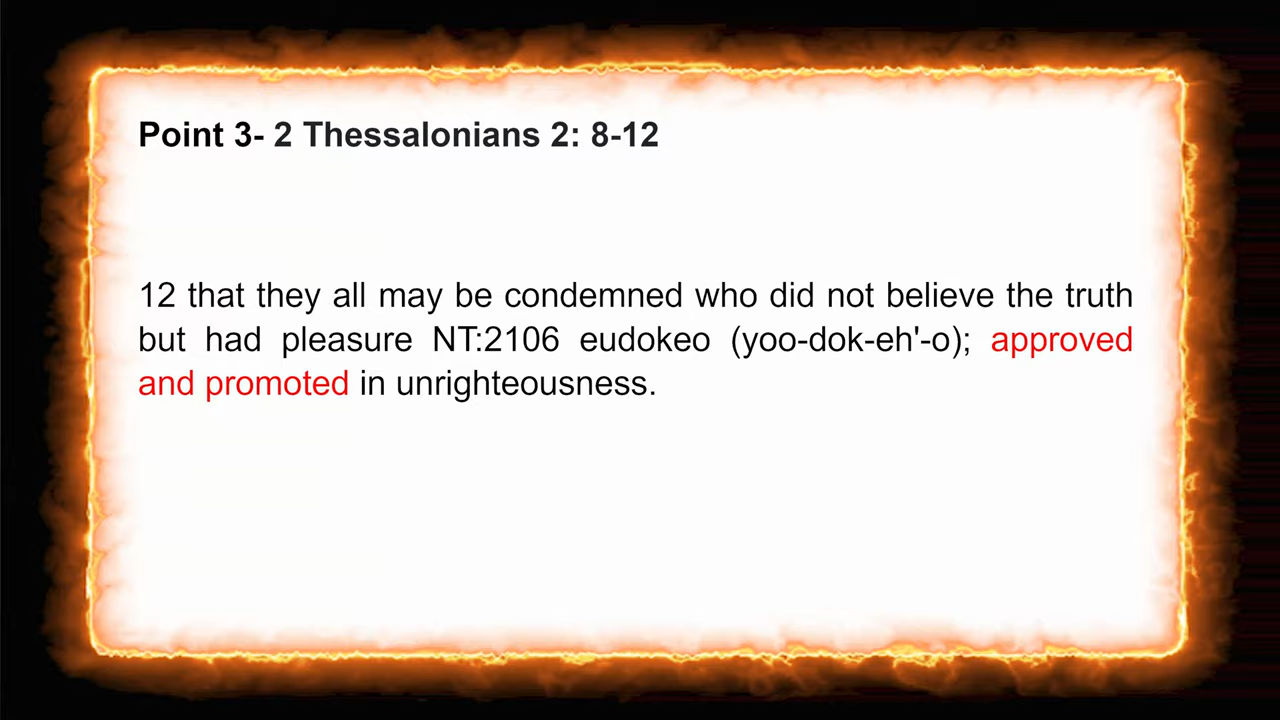 Point 3- 2 Thessalonians 2: 8-12
12 that they all may be condemned who did not believe the truth
but had pleasure NT:2106 eudokeo (yoo-dok-eh'-o); approved
and promoted in unrighteousness.